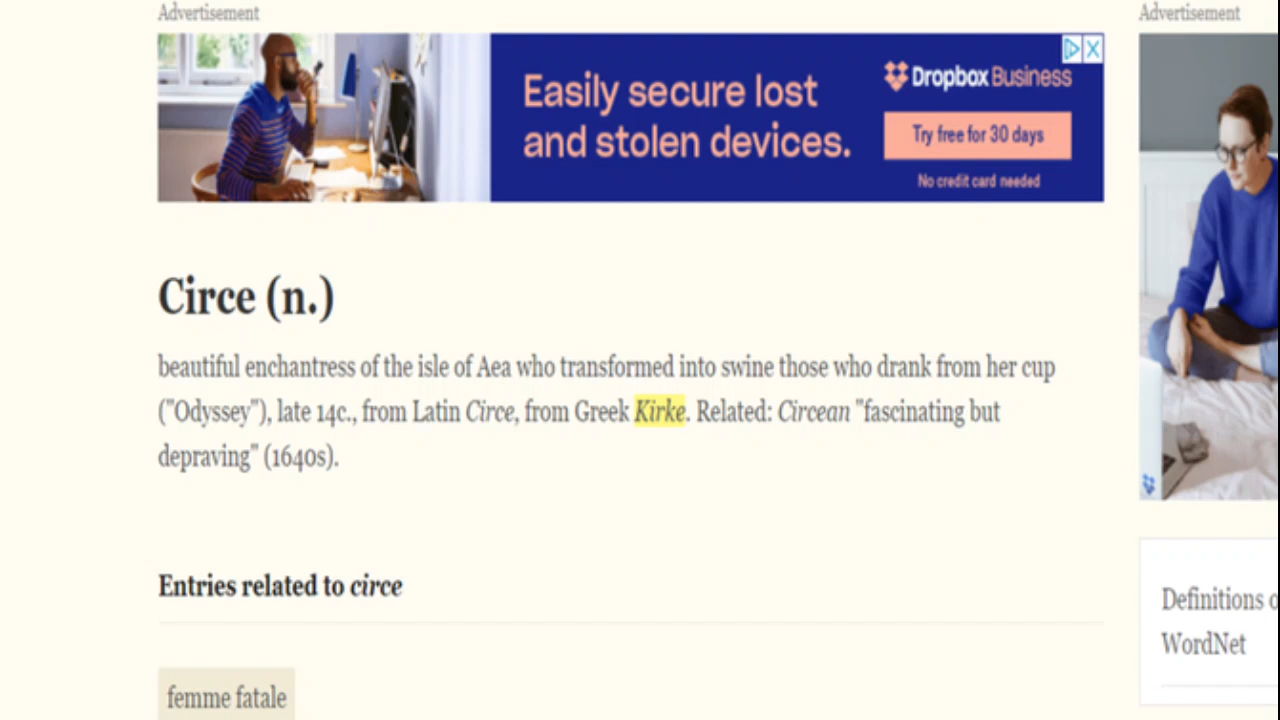 Advertisement
Advertisement
Easily secure lost
and stolen devices.
Dropbox Business
Try free for 30 days
No credit card needed
Circe (n.)
beautiful enchantress of the isle of Aea who transformed into swine those who drank from her cup
("Odyssey"), late 14c., from Latin Circe, from Greek Kirke. Related: Circean "fascinating but
depraving" (1640s).
Entries related to circe
femme fatale
Definitions o
WordNet